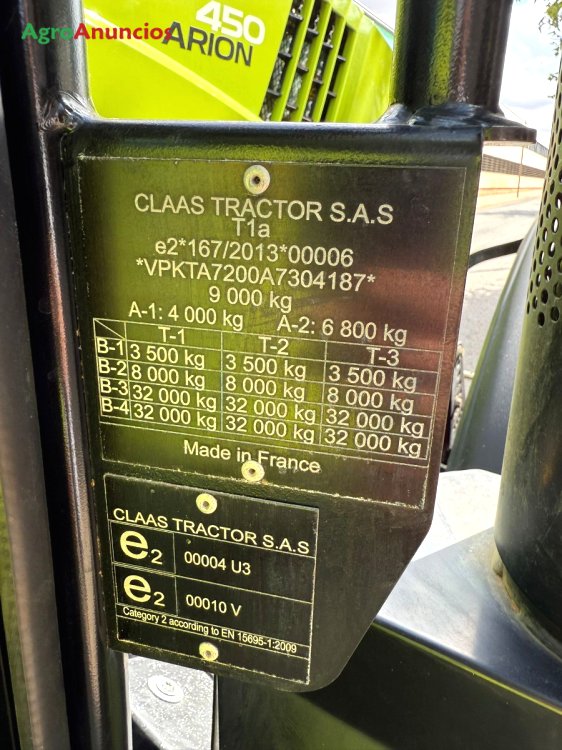 AgroAnuncios
450
ARION
CLAAS TRACTOR S.A.S
T1a
e2*167/2013*00006
*VPKTA7200A7304187*
9 000 kg
A-1: 4 000 kg A-2: 6 800 kg
T-1 T-2 T-3
B-1 3 500 kg 3 500 kg 3 500 kg
B-2 8 000 kg 8 000 kg 8 000 kg
B-3 32 000 kg 32 000 kg 32 000 kg
B-4 32 000 kg 32 000 kg 32 000 kg
Made in France
CLAAS TRACTOR S.A.S
e2 00004 U3
e2 00010 V
Category 2 according to EN 15695-1:2009